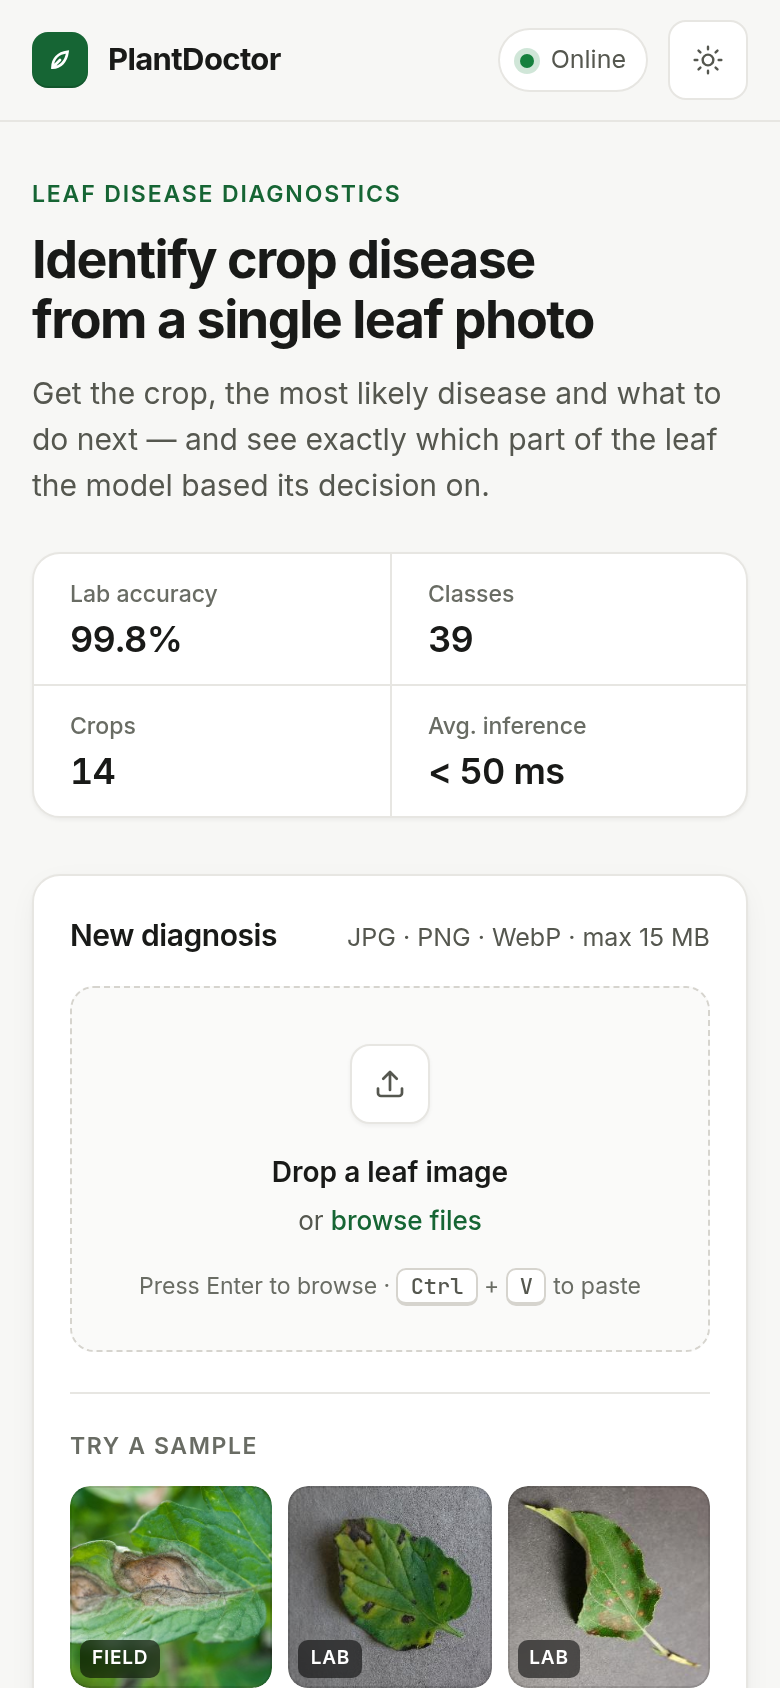 PlantDoctor
Online
LEAF DISEASE DIAGNOSTICS
Identify crop disease
from a single leaf photo
Get the crop, the most likely disease and what to
do next — and see exactly which part of the leaf
the model based its decision on.
Lab accuracy
99.8%
Classes
39
Crops
14
Avg. inference
< 50 ms
New diagnosis
JPG · PNG · WebP · max 15 MB
Drop a leaf image
or browse files
Press Enter to browse · Ctrl + V to paste
TRY A SAMPLE
FIELD
LAB
LAB